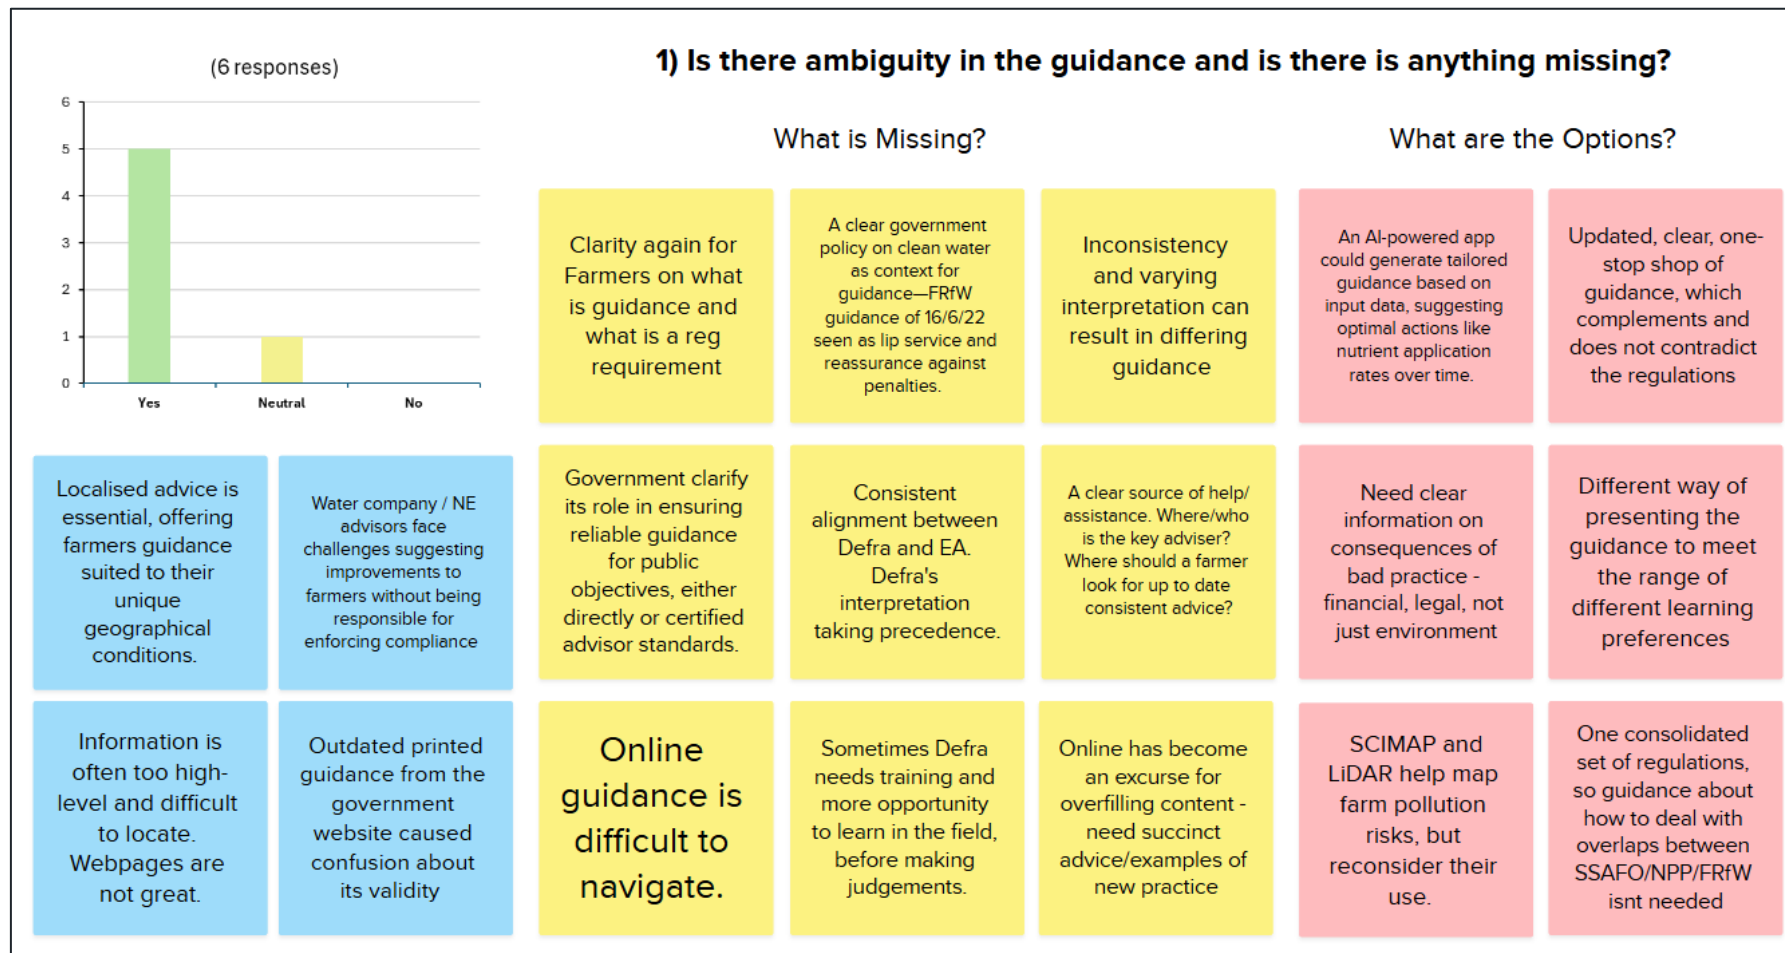 (6 responses)
6
5
4
3
2
1
0
Yes
Neutral
No
1) Is there ambiguity in the guidance and is there is anything missing?
What is Missing?
What are the Options?
Localised advice is
essential, offering
farmers guidance
suited to their
unique
geographical
conditions.
Water company / NE
advisors face
challenges suggesting
improvements to
farmers without being
responsible for
enforcing compliance
Information is
often too high-
level and difficult
to locate.
Webpages are
not great.
Outdated printed
guidance from the
government
website caused
confusion about
its validity
Clarity again for
Farmers on what
is guidance and
what is a reg
requirement
A clear government
policy on clean water
as context for
guidance—FRfW
guidance of 16/6/22
seen as lip service and
reassurance against
penalties.
Inconsistency
and varying
interpretation can
result in differing
guidance
Government clarify
its role in ensuring
reliable guidance
for public
objectives, either
directly or certified
advisor standards.
Consistent
alignment between
Defra and EA.
Defra's
interpretation
taking precedence.
A clear source of help/
assistance. Where/who
is the key adviser?
Where should a farmer
look for up to date
consistent advice?
Online
guidance is
difficult to
navigate.
Sometimes Defra
needs training and
more opportunity
to learn in the field,
before making
judgements.
Online has become
an excurse for
overfilling content -
need succinct
advice/examples of
new practice
An AI-powered app
could generate tailored
guidance based on
input data, suggesting
optimal actions like
nutrient application
rates over time.
Updated, clear, one-
stop shop of
guidance, which
complements and
does not contradict
the regulations
Need clear
information on
consequences of
bad practice -
financial, legal, not
just environment
Different way of
presenting the
guidance to meet
the range of
different learning
preferences
SCIMAP and
LiDAR help map
farm pollution
risks, but
reconsider their
use.
One consolidated
set of regulations,
so guidance about
how to deal with
overlaps between
SSAFO/NPP/FRfW
isnt needed